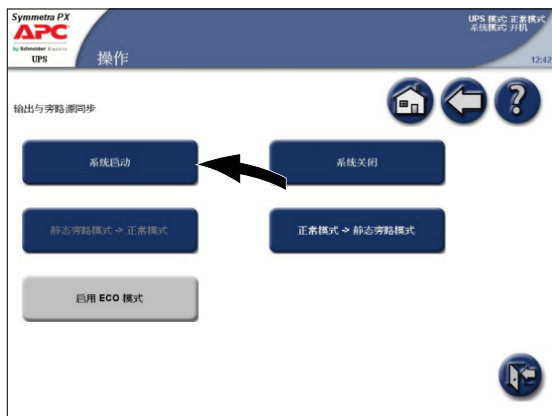 Symmetra PX
APC
by Schneider Electric
UPS
操作
UPS 模式 正常模式
系统模式 开机
12:42
输出与旁路源同步
系统启动
系统关闭
静态旁路模式 -> 正常模式
正常模式 -> 静态旁路模式
启用 ECO 模式